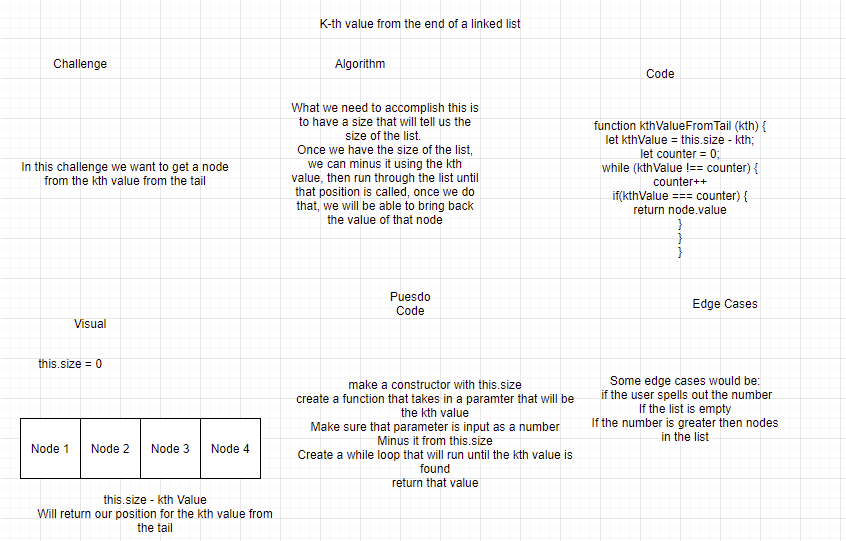 K-th value from the end of a linked list
Challenge
In this challenge we want to get a node
from the kth value from the tail
Algorithm
What we need to accomplish this is
to have a size that will tell us the
size of the list.
Once we have the size of the list,
we can minus it using the kth
value, then run through the list until
that position is called, once we do
that, we will be able to bring back
the value of that node
Code
function kthValueFromTail (kth) {
let kthValue = this.size - kth;
let counter = 0;
while (kthValue !== counter) {
counter++
if(kthValue === counter) {
return node.value
}
}
}
Visual
this.size = 0
Node 1
Node 2
Node 3
Node 4
this.size - kth Value
Will return our position for the kth value from
the tail
Puesdo
Code
make a constructor with this.size
create a function that takes in a paramter that will be
the kth value
Make sure that parameter is input as a number
Minus it from this.size
Create a while loop that will run until the kth value is
found
return that value
Edge Cases
Some edge cases would be:
if the user spells out the number
If the list is empty
If the number is greater then nodes
in the list